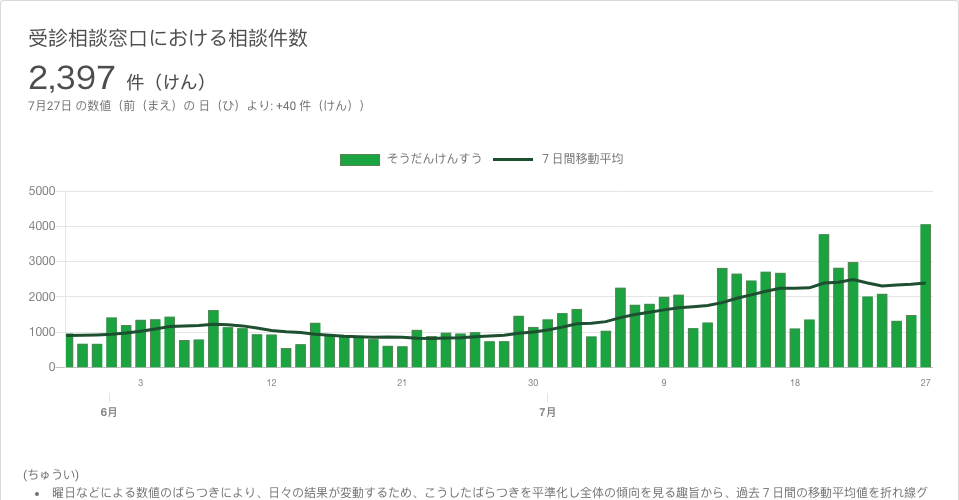 受診相談窓口における相談件数
2,397 件（けん）
7月27日 の数値（前（まえ）の 日（ひ）より: +40 件（けん））
そうだんけんすう ７日間移動平均
5000
4000
3000
2000
1000
0
3 12 21 30 9 18 27
6月 7月
(ちゅうい)
• 曜日などによる数値のばらつきにより、日々の結果が変動するため、こうしたばらつきを平準化し全体の傾向を見る趣旨から、過去７日間の移動平均値を折れ線グ